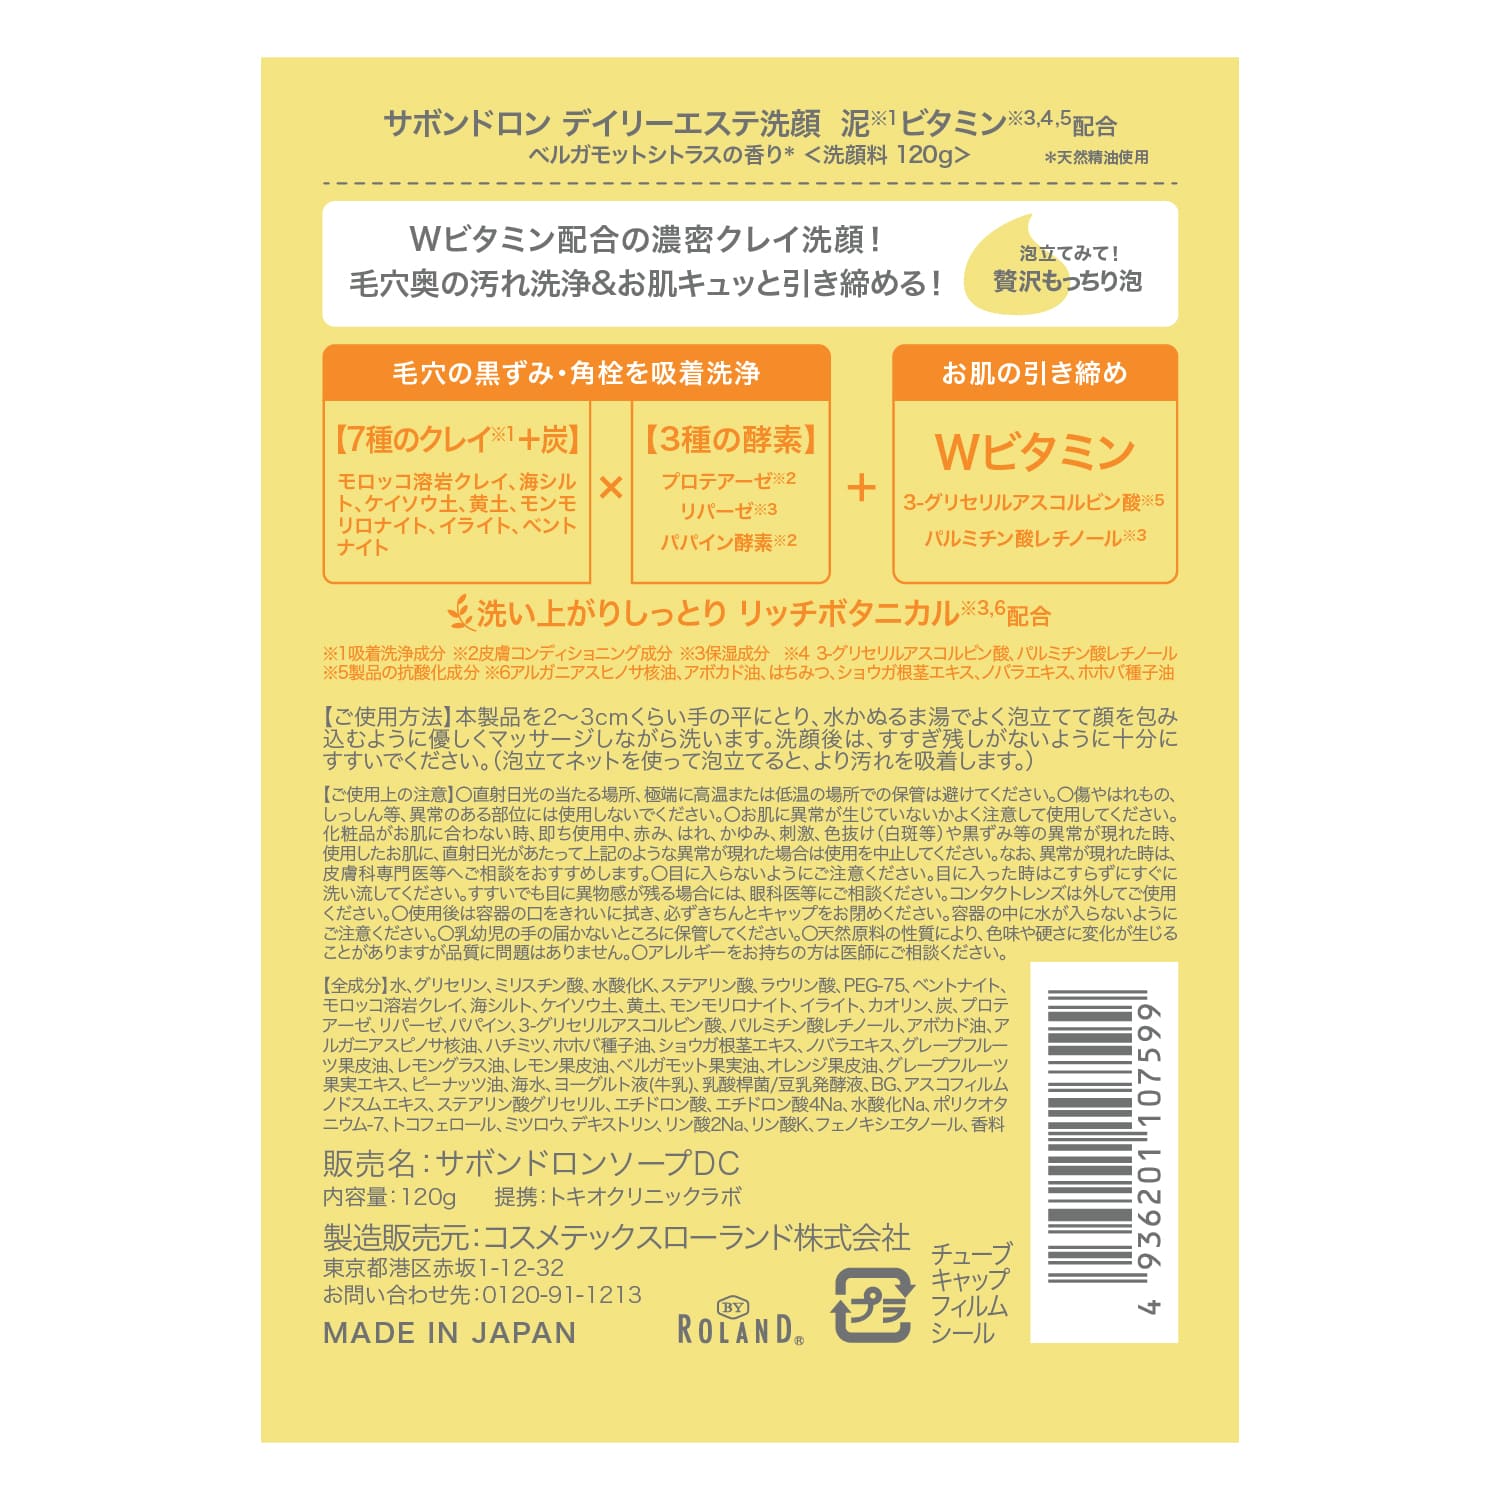 サボンドロン デイリーエステ洗顔 泥※1ビタミン※3,4,5配合
ベルガモットシトラスの香り* ＜洗顔料 120g＞ *天然精油使用
Wビタミン配合の濃密クレイ洗顔！
毛穴奥の汚れ洗浄&お肌キュッと引き締める！
泡立てみて！
贅沢もっちり泡
毛穴の黒ずみ・角栓を吸着洗浄
【7種のクレイ※1＋炭】
モロッコ溶岩クレイ、海シル
ト、ケイソウ土、黄土、モンモ
リロナイト、イライト、ベント
ナイト
×
【3種の酵素】
プロテアーゼ※2
リパーゼ※3
パパイン酵素※2
＋
お肌の引き締め
Wビタミン
3-グリセリルアスコルビン酸※5
パルミチン酸レチノール※3
洗い上がりしっとり リッチボタニカル※3,6配合
※1吸着洗浄成分 ※2皮膚コンディショニング成分 ※3保湿成分 ※4 3-グリセリルアスコルビン酸、パルミチン酸レチノール
※5製品の抗酸化成分 ※6アルガニアスヒノサ核油、アボカド油、はちみつ、ショウガ根茎エキス、ノバラエキス、ホホバ種子油
【ご使用方法】本製品を2〜3cmくらい手の平にとり、水かぬるま湯でよく泡立てて顔を包み
込むように優しくマッサージしながら洗います。洗顔後は、すすぎ残しがないように十分に
すすいでください。（泡立てネットを使って泡立てると、より汚れを吸着します。）
【ご使用上の注意】〇直射日光の当たる場所、極端に高温または低温の場所での保管は避けてください。〇傷やはれもの、
しっしん等、異常のある部位には使用しないでください。〇お肌に異常が生じていないかよく注意して使用してください。
化粧品がお肌に合わない時、即ち使用中、赤み、はれ、かゆみ、刺激、色抜け（白斑等）や黒ずみ等の異常が現れた時、
使用したお肌に、直射日光があたって上記のような異常が現れた場合は使用を中止してください。なお、異常が現れた時は、
皮膚科専門医等へご相談をおすすめします。〇目に入らないようにご注意ください。目に入った時はこすらずにすぐに
洗い流してください。すすいでも目に異物感が残る場合には、眼科医等にご相談ください。コンタクトレンズは外してご使用
ください。〇使用後は容器の口をきれいに拭き、必ずきちんとキャップをお閉めください。容器の中に水が入らないように
ご注意ください。〇乳幼児の手の届かないところに保管してください。〇天然原料の性質により、色味や硬さに変化が生じる
ことがありますが品質に問題はありません。〇アレルギーをお持ちの方は医師にご相談ください。
【全成分】水、グリセリン、ミリスチン酸、水酸化K、ステアリン酸、ラウリン酸、PEG-75、ベントナイト、
モロッコ溶岩クレイ、海シルト、ケイソウ土、黄土、モンモリロナイト、イライト、カオリン、炭、プロテ
アーゼ、リパーゼ、パパイン、3-グリセリルアスコルビン酸、パルミチン酸レチノール、アボカド油、ア
ルガニアスピノサ核油、ハチミツ、ホホバ種子油、ショウガ根茎エキス、ノバラエキス、グレープフルー
ツ果皮油、レモングラス油、レモン果皮油、ベルガモット果実油、オレンジ果皮油、グレープフルーツ
果実エキス、ピーナッツ油、海水、ヨーグルト液(牛乳)、乳酸桿菌/豆乳発酵液、BG、アスコフィルム
ノドスムエキス、ステアリン酸グリセリル、エチドロン酸、エチドロン酸4Na、水酸化Na、ポリクオタ
ニウム-7、トコフェロール、ミツロウ、デキストリン、リン酸2Na、リン酸K、フェノキシエタノール、香料
販売名：サボンドロンソープDC
内容量：120g 提携：トキオクリニックラボ
製造販売元：コスメテックスローランド株式会社
東京都港区赤坂1-12-32
お問い合わせ先：0120-91-1213
MADE IN JAPAN
BY
ROLAND®
プラ
チューブ
キャップ
フィルム
シール
4 936201 107599